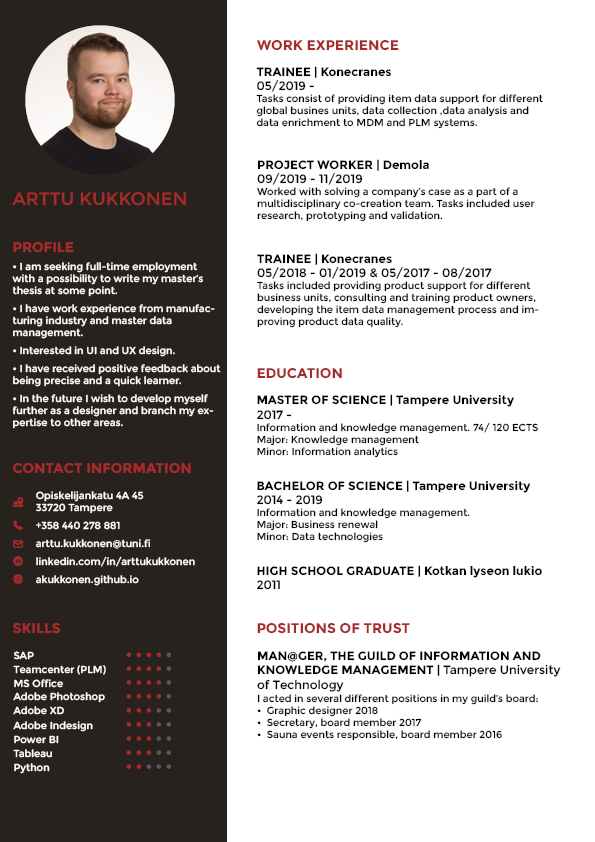 ARTTU KUKKONEN
PROFILE
• I am seeking full-time employment
with a possibility to write my master's
thesis at some point.
• I have work experience from manufac-
turing industry and master data
management.
• Interested in UI and UX design.
• I have received positive feedback about
being precise and a quick learner.
• In the future I wish to develop myself
further as a designer and branch my ex-
pertise to other areas.
CONTACT INFORMATION
Opiskelijankatu 4A 45
33720 Tampere
+358 440 278 881
arttu.kukkonen@tuni.fi
linkedin.com/in/arttukukkonen
akukkonen.github.io
SKILLS
SAP
Teamcenter (PLM)
MS Office
Adobe Photoshop
Adobe XD
Adobe Indesign
Power BI
Tableau
Python
WORK EXPERIENCE
TRAINEE | Konecranes
05/2019 -
Tasks consist of providing item data support for different
global busines units, data collection ,data analysis and
data enrichment to MDM and PLM systems.
PROJECT WORKER | Demola
09/2019 - 11/2019
Worked with solving a company's case as a part of a
multidisciplinary co-creation team. Tasks included user
research, prototyping and validation.
TRAINEE | Konecranes
05/2018 - 01/2019 & 05/2017 - 08/2017
Tasks included providing product support for different
business units, consulting and training product owners,
developing the item data management process and im-
proving product data quality.
EDUCATION
MASTER OF SCIENCE | Tampere University
2017 -
Information and knowledge management. 74/ 120 ECTS
Major: Knowledge management
Minor: Information analytics
BACHELOR OF SCIENCE | Tampere University
2014 - 2019
Information and knowledge management.
Major: Business renewal
Minor: Data technologies
HIGH SCHOOL GRADUATE | Kotkan lyseon lukio
2011
POSITIONS OF TRUST
MAN@GER, THE GUILD OF INFORMATION AND
KNOWLEDGE MANAGEMENT | Tampere University
of Technology
I acted in several different positions in my guild's board:
• Graphic designer 2018
• Secretary, board member 2017
• Sauna events responsible, board member 2016